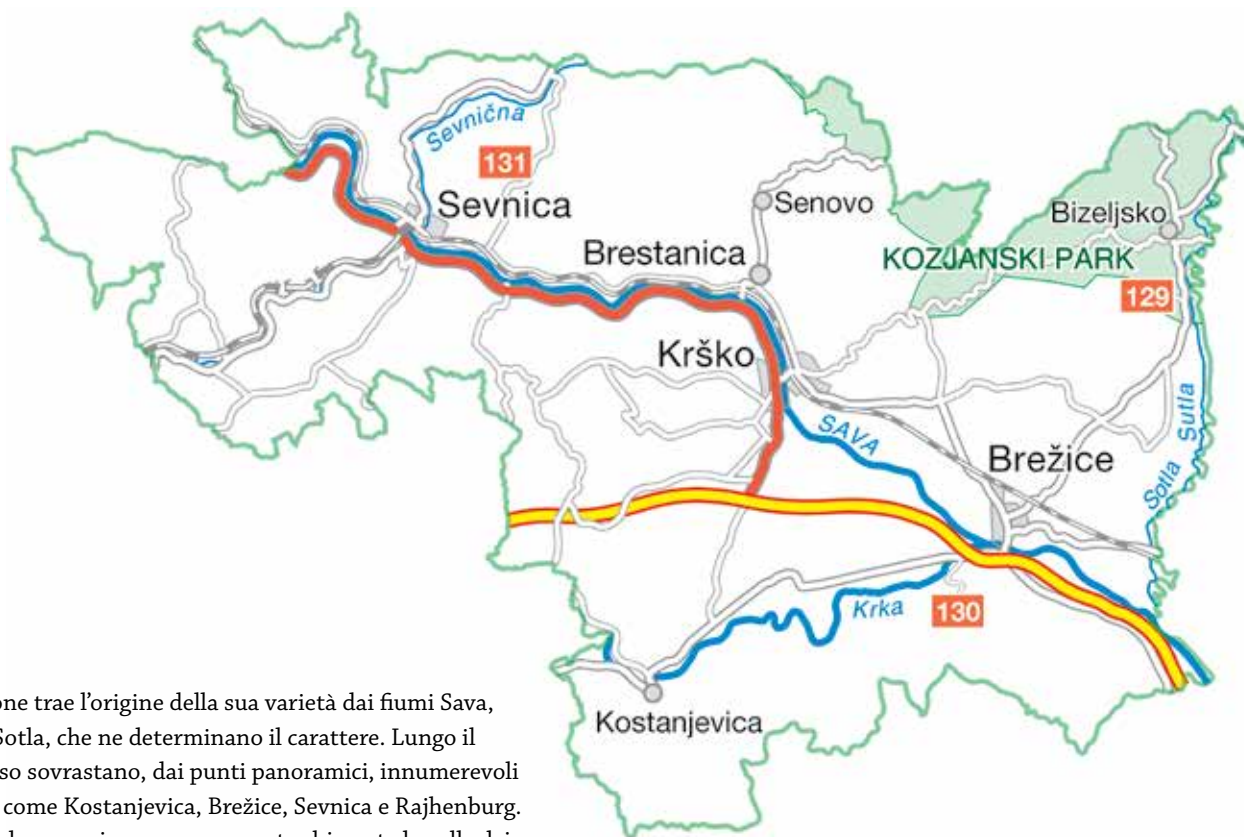 Sevnična
131
Sevnica
Senovo
Bizeljsko
Brestanica
KOZJANSKI PARK
129
Krško
Sutla
SAVA
Brežice
Sotla
Krka
130
Kostanjevica
one trae l'origine della sua varietà dai fiumi Sava,
Sotla, che ne determinano il carattere. Lungo il
so sovrastano, dai punti panoramici, innumerevoli
come Kostanjevica, Brežice, Sevnica e Rajhenburg.